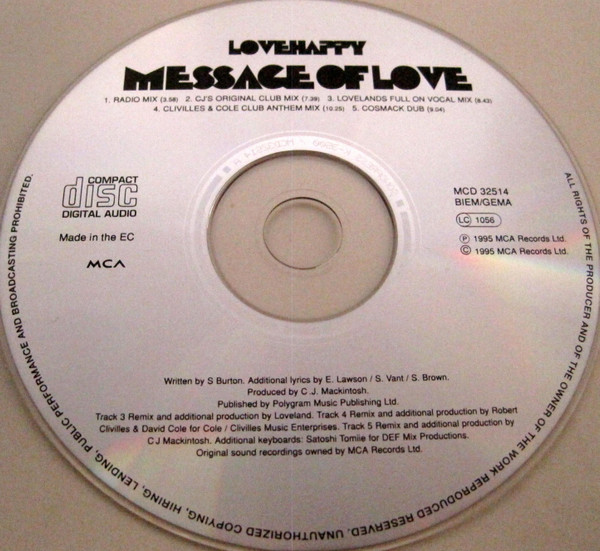 LOVEHAPPY
MESSAGE OF LOVE
1. RADIO MIX (3.58) 2. CJ'S ORIGINAL CLUB MIX (7.39) 3. LOVELANDS FULL ON VOCAL MIX (8.43)
4. CLIVILLES & COLE CLUB ANTHEM MIX (10.25) 5. COSMACK DUB (9.04)
COMPACT
disc
DIGITAL AUDIO
Made in the EC
MCA
MCD 32514
BIEM/GEMA
LC 1056
℗ 1995 MCA Records Ltd.
© 1995 MCA Records Ltd.
Written by S Burton. Additional lyrics by E. Lawson / S. Vant / S. Brown.
Produced by C .J. Mackintosh.
Published by Polygram Music Publishing Ltd.
Track 3 Remix and additional production by Loveland. Track 4 Remix and additional production by Robert
Clivilles & David Cole for Cole / Clivilles Music Enterprises. Track 5 Remix and additional production by
C J Mackintosh. Additional keyboards: Satoshi Tomiie for DEF Mix Productions.
Original sound recordings owned by MCA Records Ltd.
ALL RIGHTS OF THE PRODUCER AND OF THE OWNER OF THE WORK REPRODUCED RESERVED. UNAUTHORIZED COPYING, HIRING, LENDING, PUBLIC PERFORMANCE AND BROADCASTING PROHIBITED.